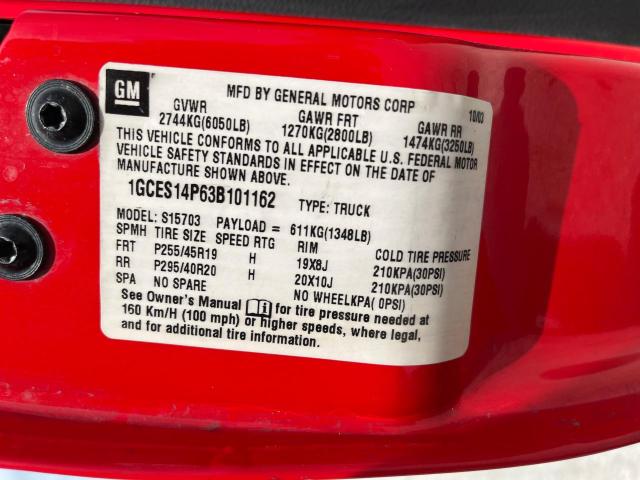 GM
MFD BY GENERAL MOTORS CORP 10/03
GVWR GAWR FRT GAWR RR
2744KG(6050LB) 1270KG(2800LB) 1474KG(3250LB)
THIS VEHICLE CONFORMS TO ALL APPLICABLE U.S. FEDERAL MOTOR
VEHICLE SAFETY STANDARDS IN EFFECT ON THE DATE OF
MANUFACTURE SHOWN ABOVE.
1GCES14P63B101162 TYPE: TRUCK
MODEL: S15703 PAYLOAD = 611KG(1348LB)
SPMH TIRE SIZE SPEED RTG RIM COLD TIRE PRESSURE
FRT P255/45R19 H 19X8J 210KPA(30PSI)
RR P295/40R20 H 20X10J 210KPA(30PSI)
SPA NO SPARE NO WHEELKPA( 0PSI)
See Owner's Manual for tire pressure needed at
160 Km/H (100 mph) or higher speeds, where legal,
and for additional tire information